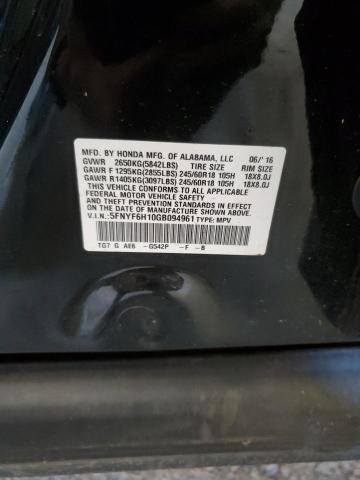 MFD. BY HONDA MFG. OF ALABAMA, LLC 06/'16
GVWR 2650KG(5842LBS) TIRE SIZE RIM SIZE
GAWR F 1295KG(2855LBS) 245/60R18 105H 18X8.0J
GAWR R1405KG(3097LBS) 245/60R18 105H 18X8.0J
THIS VEHICLE CONFORMS TO ALL APPLICABLE
FEDERAL MOTOR VEHICLE SAFETY AND THEFT
PREVENTION STANDARDS IN EFFECT ON THE
DATE OF MANUFACTURE SHOWN ABOVE.
V.I.N.: 5FNYF6H10GB094961 TYPE: MPV
TG7 G AE6 -G542P -F -B